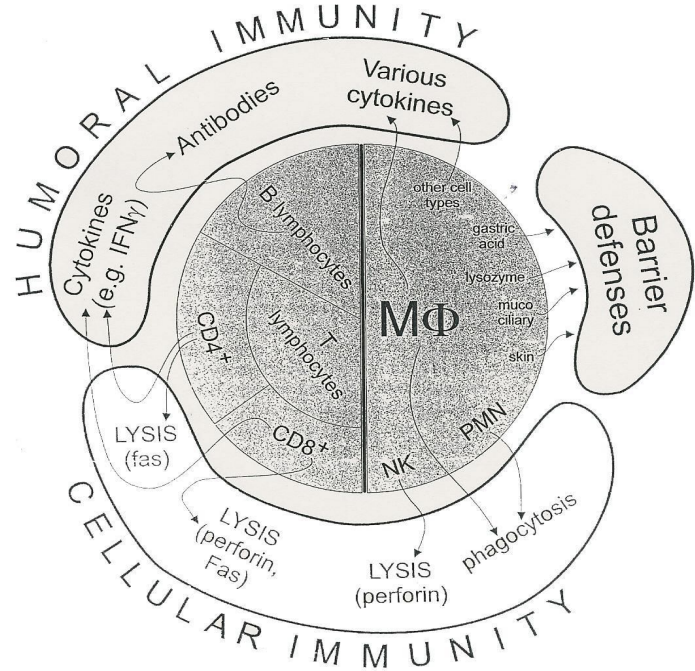 HUMORAL IMMUNITY
Various
cytokines
Antibodies
Cytokines
(e.g. IFNγ)
B lymphocytes
other cell
types
gastric
acid
lysozyme
muco
ciliary
skin
Barrier
defenses
MΦ
T
lymphocytes
CD4+
CD8+
NK
PMN
LYSIS
(fas)
LYSIS
(perforin,
Fas)
LYSIS
(perforin)
phagocytosis
CELLULAR IMMUNITY